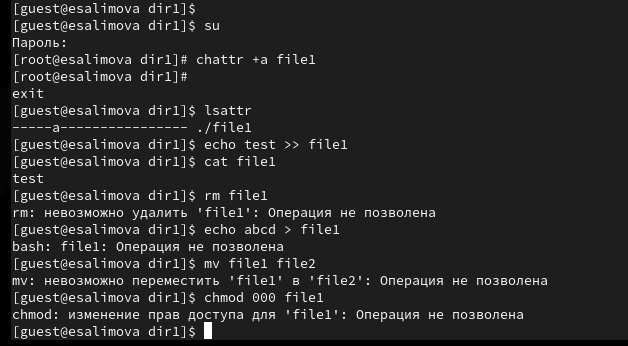 [guest@esalimova dir1]$
[guest@esalimova dir1]$ su
Пароль:
[root@esalimova dir1]# chattr +a file1
[root@esalimova dir1]#
exit
[guest@esalimova dir1]$ lsattr
-----a---------------- ./file1
[guest@esalimova dir1]$ echo test >> file1
[guest@esalimova dir1]$ cat file1
test
[guest@esalimova dir1]$ rm file1
rm: невозможно удалить 'file1': Операция не позволена
[guest@esalimova dir1]$ echo abcd > file1
bash: file1: Операция не позволена
[guest@esalimova dir1]$ mv file1 file2
mv: невозможно переместить 'file1' в 'file2': Операция не позволена
[guest@esalimova dir1]$ chmod 000 file1
chmod: изменение прав доступа для 'file1': Операция не позволена
[guest@esalimova dir1]$